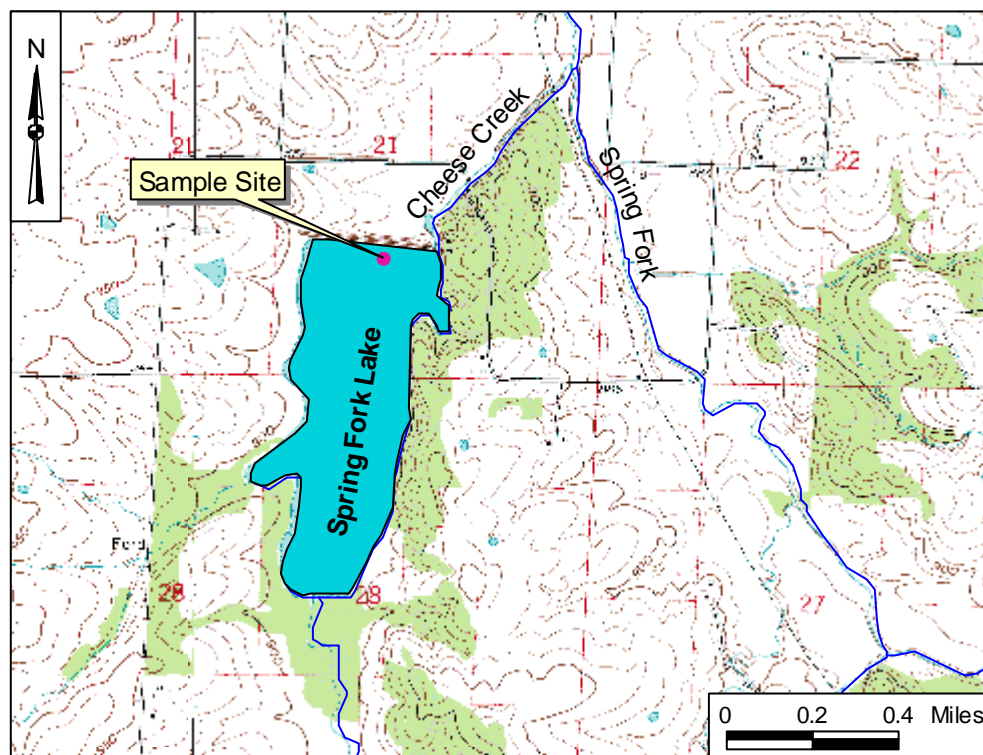 N
21
21
22
Sample Site
Cheese Creek
Spring Fork
Spring Fork Lake
Ford
28
28
27
0 0.2 0.4 Miles